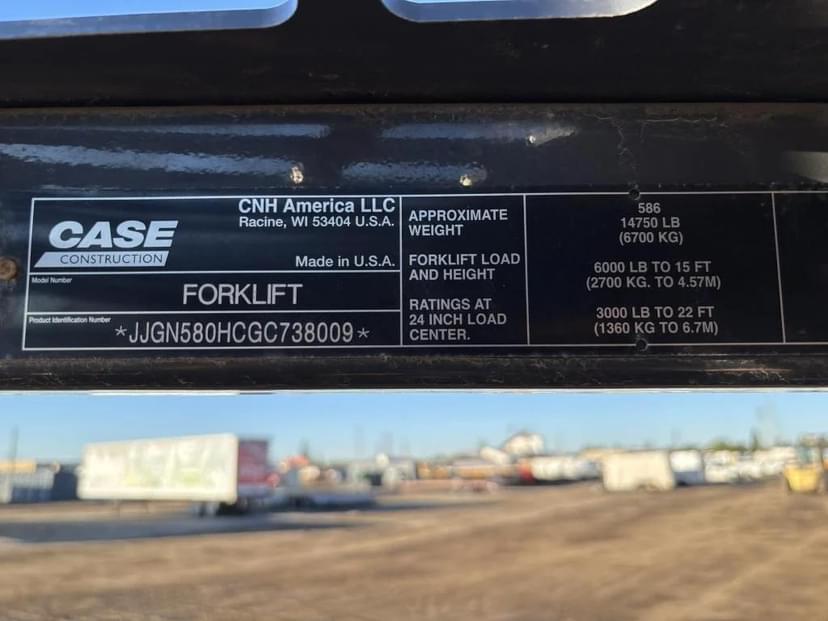 CASE
CONSTRUCTION
CNH America LLC
Racine, WI 53404 U.S.A.
Made in U.S.A.
Model Number
FORKLIFT
Product Identification Number
*JJGN580HCGC738009*
APPROXIMATE
WEIGHT
FORKLIFT LOAD
AND HEIGHT
RATINGS AT
24 INCH LOAD
CENTER.
586
14750 LB
(6700 KG)
6000 LB TO 15 FT
(2700 KG. TO 4.57M)
3000 LB TO 22 FT
(1360 KG TO 6.7M)